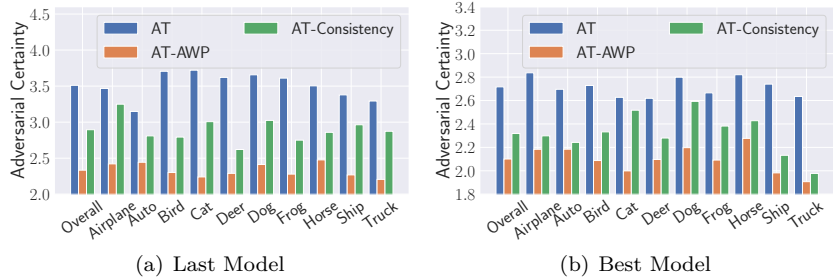 Adversarial Certainty
4.5
4.0
3.5
3.0
2.5
2.0
AT
AT-AWP
AT-Consistency
Overall
Airplane
Auto
Bird
Cat
Deer
Dog
Frog
Horse
Ship
Truck
(a) Last Model
Adversarial Certainty
3.4
3.2
3.0
2.8
2.6
2.4
2.2
2.0
1.8
AT
AT-AWP
AT-Consistency
Overall
Airplane
Auto
Bird
Cat
Deer
Dog
Frog
Horse
Ship
Truck
(b) Best Model